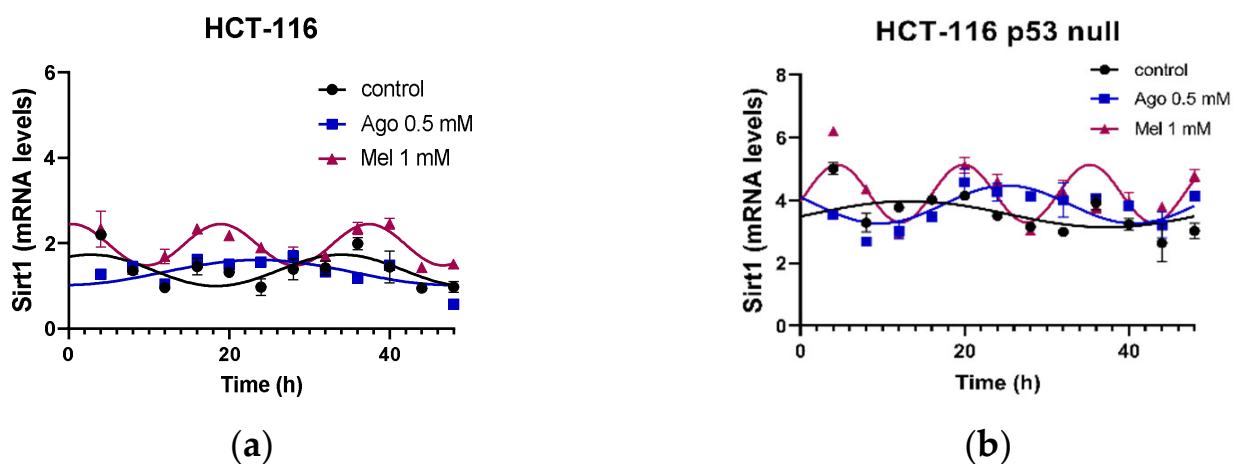 HCT-116
6
4
2
0
Sirt1 (mRNA levels)
control
Ago 0.5 mM
Mel 1 mM
0 20 40
Time (h)
(a)
HCT-116 p53 null
8
6
4
2
0
Sirt1 (mRNA levels)
control
Ago 0.5 mM
Mel 1 mM
0 20 40
Time (h)
(b)